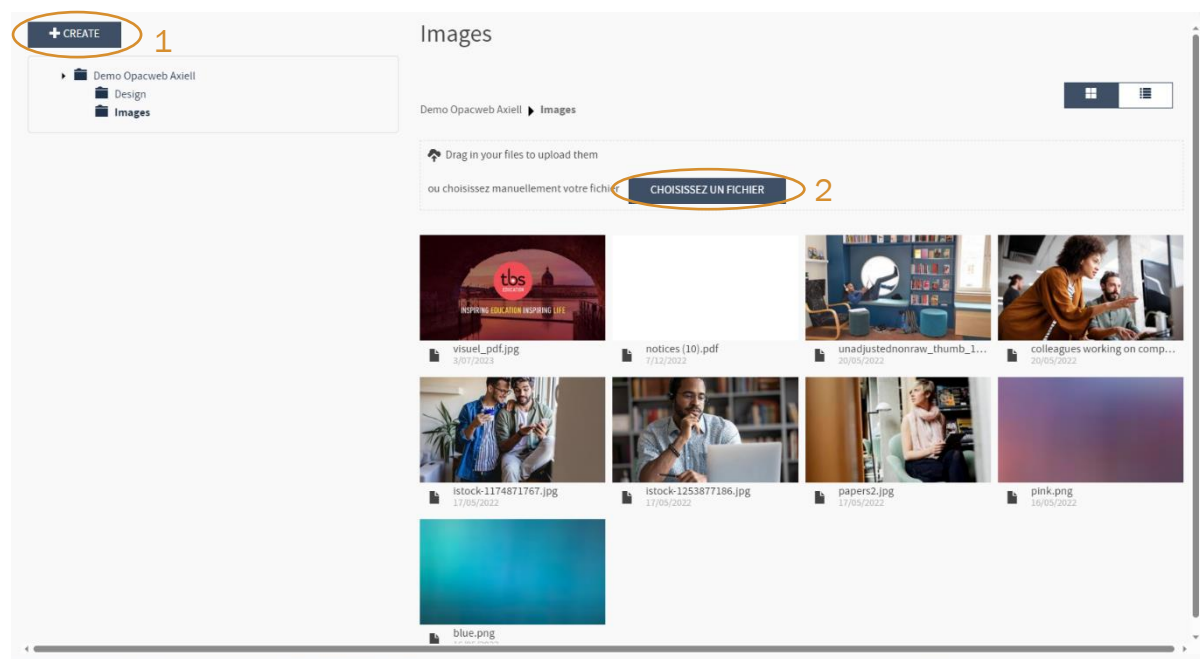 CREATE
1
Demo Opacweb Axiell
Design
Images
Images
Demo Opacweb Axiell Images
Drag in your files to upload them
ou choisissez manuellement votre fichier CHOISISSEZ UN FICHIER 2
tbs
EDUCATION
INSPIRING EDUCATION INSPIRING LIFE
visuel_pdf.jpg
3/07/2023
notices (10).pdf
7/12/2022
unadjustednonraw_thumb_1...
20/05/2022
colleagues working on comp...
20/05/2022
istock-1174871767.jpg
17/05/2022
istock-1253877186.jpg
17/05/2022
papers2.jpg
17/05/2022
pink.png
16/05/2022
blue.png